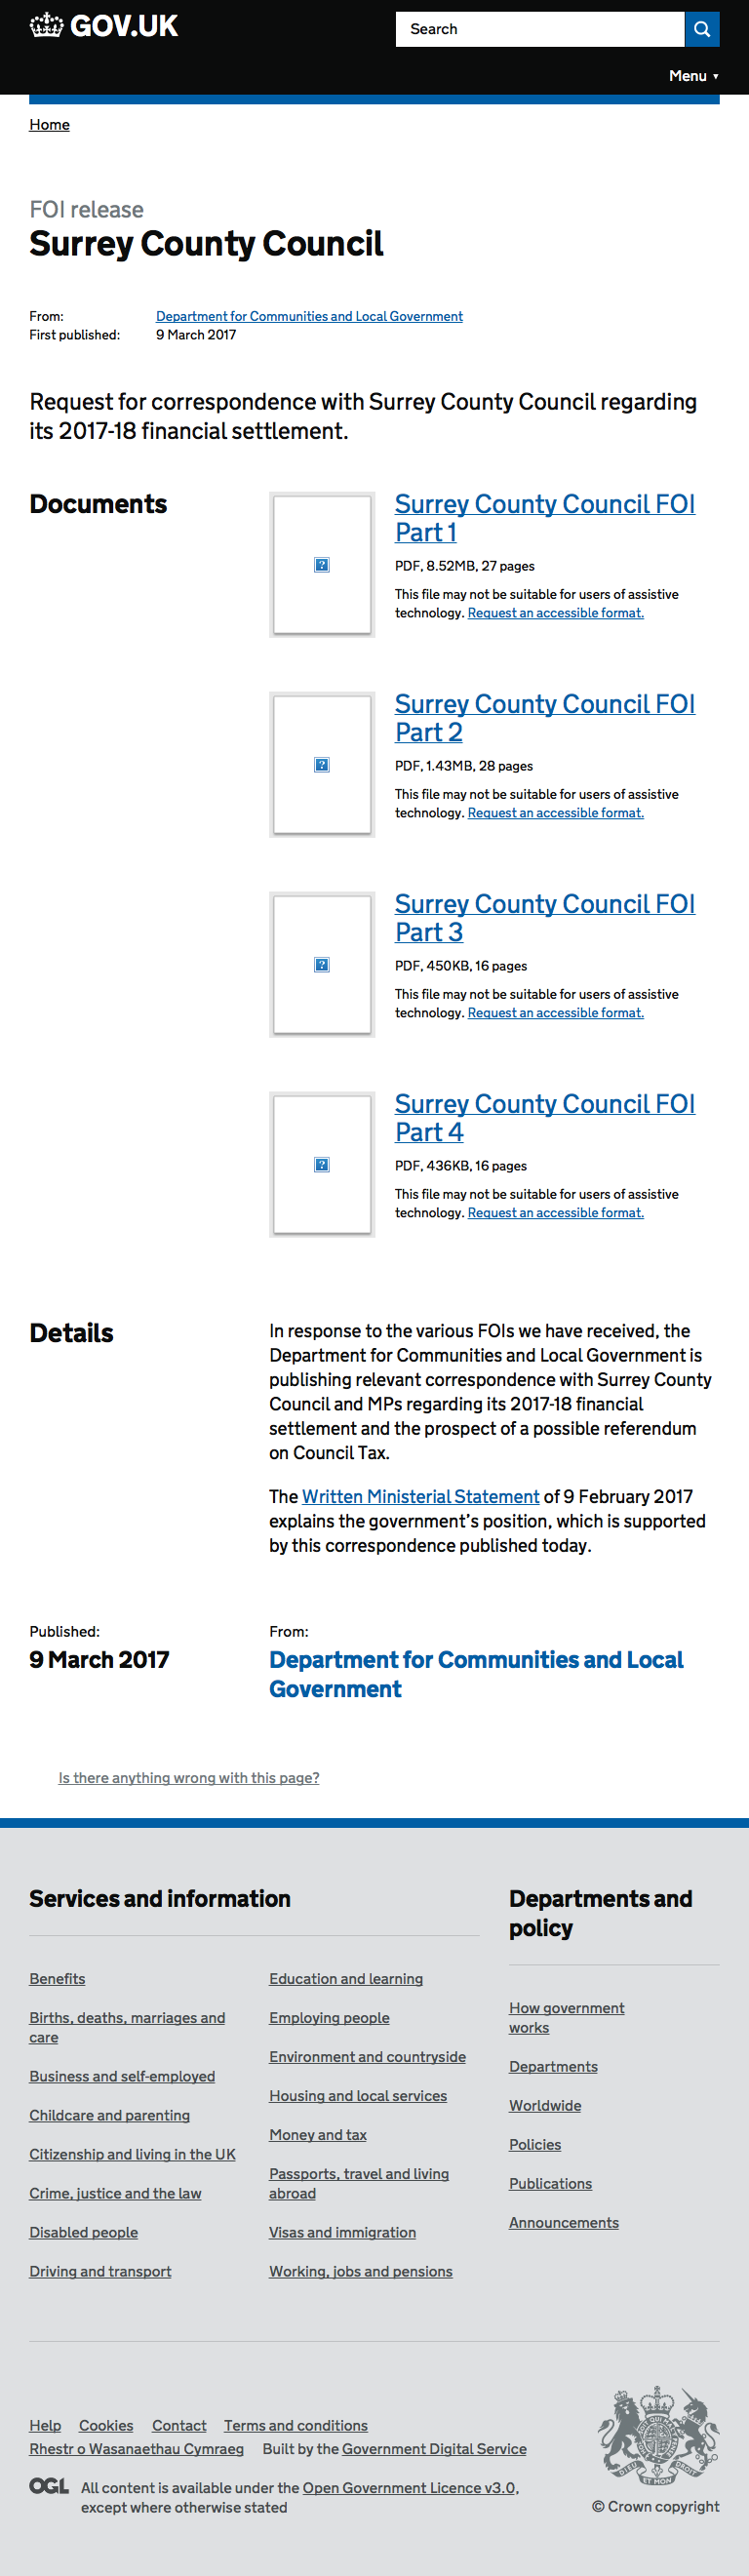 GOV.UK
Search
Menu ▼
Home
FOI release
Surrey County Council
From: Department for Communities and Local Government
First published: 9 March 2017
Request for correspondence with Surrey County Council regarding
its 2017-18 financial settlement.
Documents
Surrey County Council FOI
Part 1
PDF, 8.52MB, 27 pages
This file may not be suitable for users of assistive
technology. Request an accessible format.
Surrey County Council FOI
Part 2
PDF, 1.43MB, 28 pages
This file may not be suitable for users of assistive
technology. Request an accessible format.
Surrey County Council FOI
Part 3
PDF, 450KB, 16 pages
This file may not be suitable for users of assistive
technology. Request an accessible format.
Surrey County Council FOI
Part 4
PDF, 436KB, 16 pages
This file may not be suitable for users of assistive
technology. Request an accessible format.
Details
In response to the various FOIs we have received, the
Department for Communities and Local Government is
publishing relevant correspondence with Surrey County
Council and MPs regarding its 2017-18 financial
settlement and the prospect of a possible referendum
on Council Tax.
The Written Ministerial Statement of 9 February 2017
explains the government’s position, which is supported
by this correspondence published today.
Published:
9 March 2017
From:
Department for Communities and Local
Government
Is there anything wrong with this page?
Services and information
Benefits
Births, deaths, marriages and
care
Business and self-employed
Childcare and parenting
Citizenship and living in the UK
Crime, justice and the law
Disabled people
Driving and transport
Education and learning
Employing people
Environment and countryside
Housing and local services
Money and tax
Passports, travel and living
abroad
Visas and immigration
Working, jobs and pensions
Departments and
policy
How government
works
Departments
Worldwide
Policies
Publications
Announcements
Help Cookies Contact Terms and conditions
Rhestr o Wasanaethau Cymraeg Built by the Government Digital Service
OGL All content is available under the Open Government Licence v3.0,
except where otherwise stated
© Crown copyright